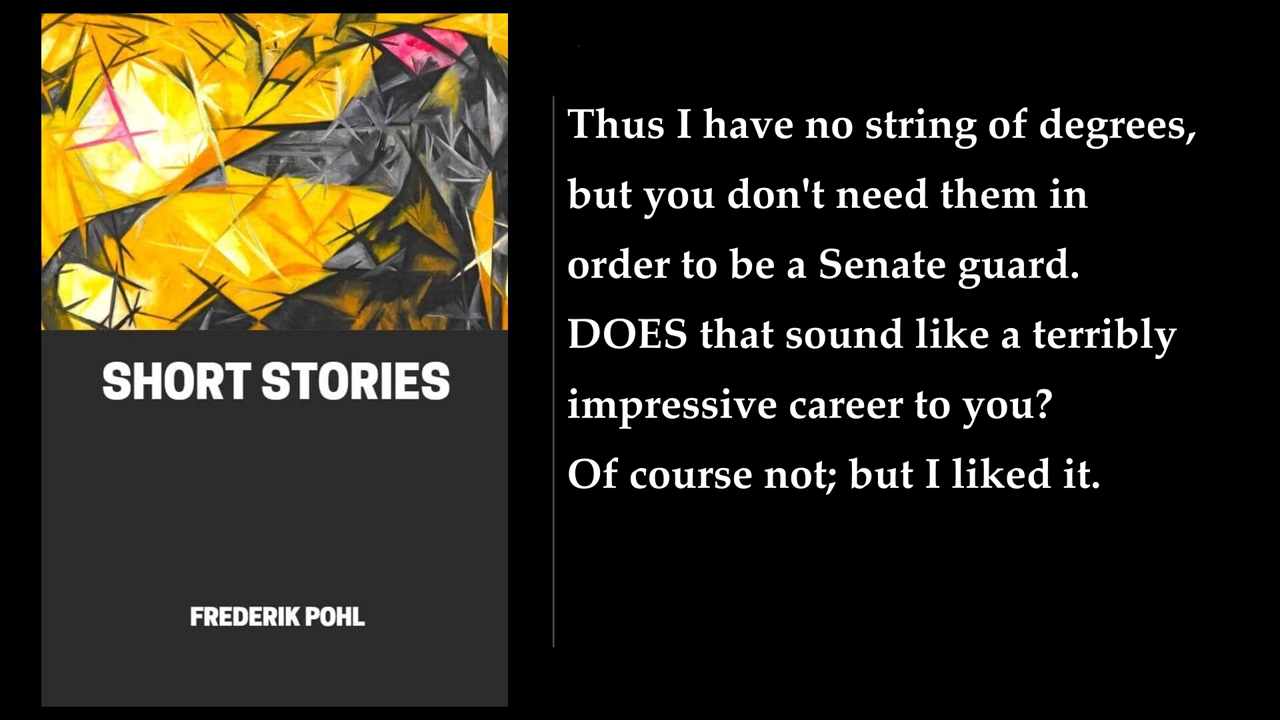 SHORT STORIES
FREDERIK POHL
Thus I have no string of degrees,
but you don't need them in
order to be a Senate guard.
DOES that sound like a terribly
impressive career to you?
Of course not; but I liked it.